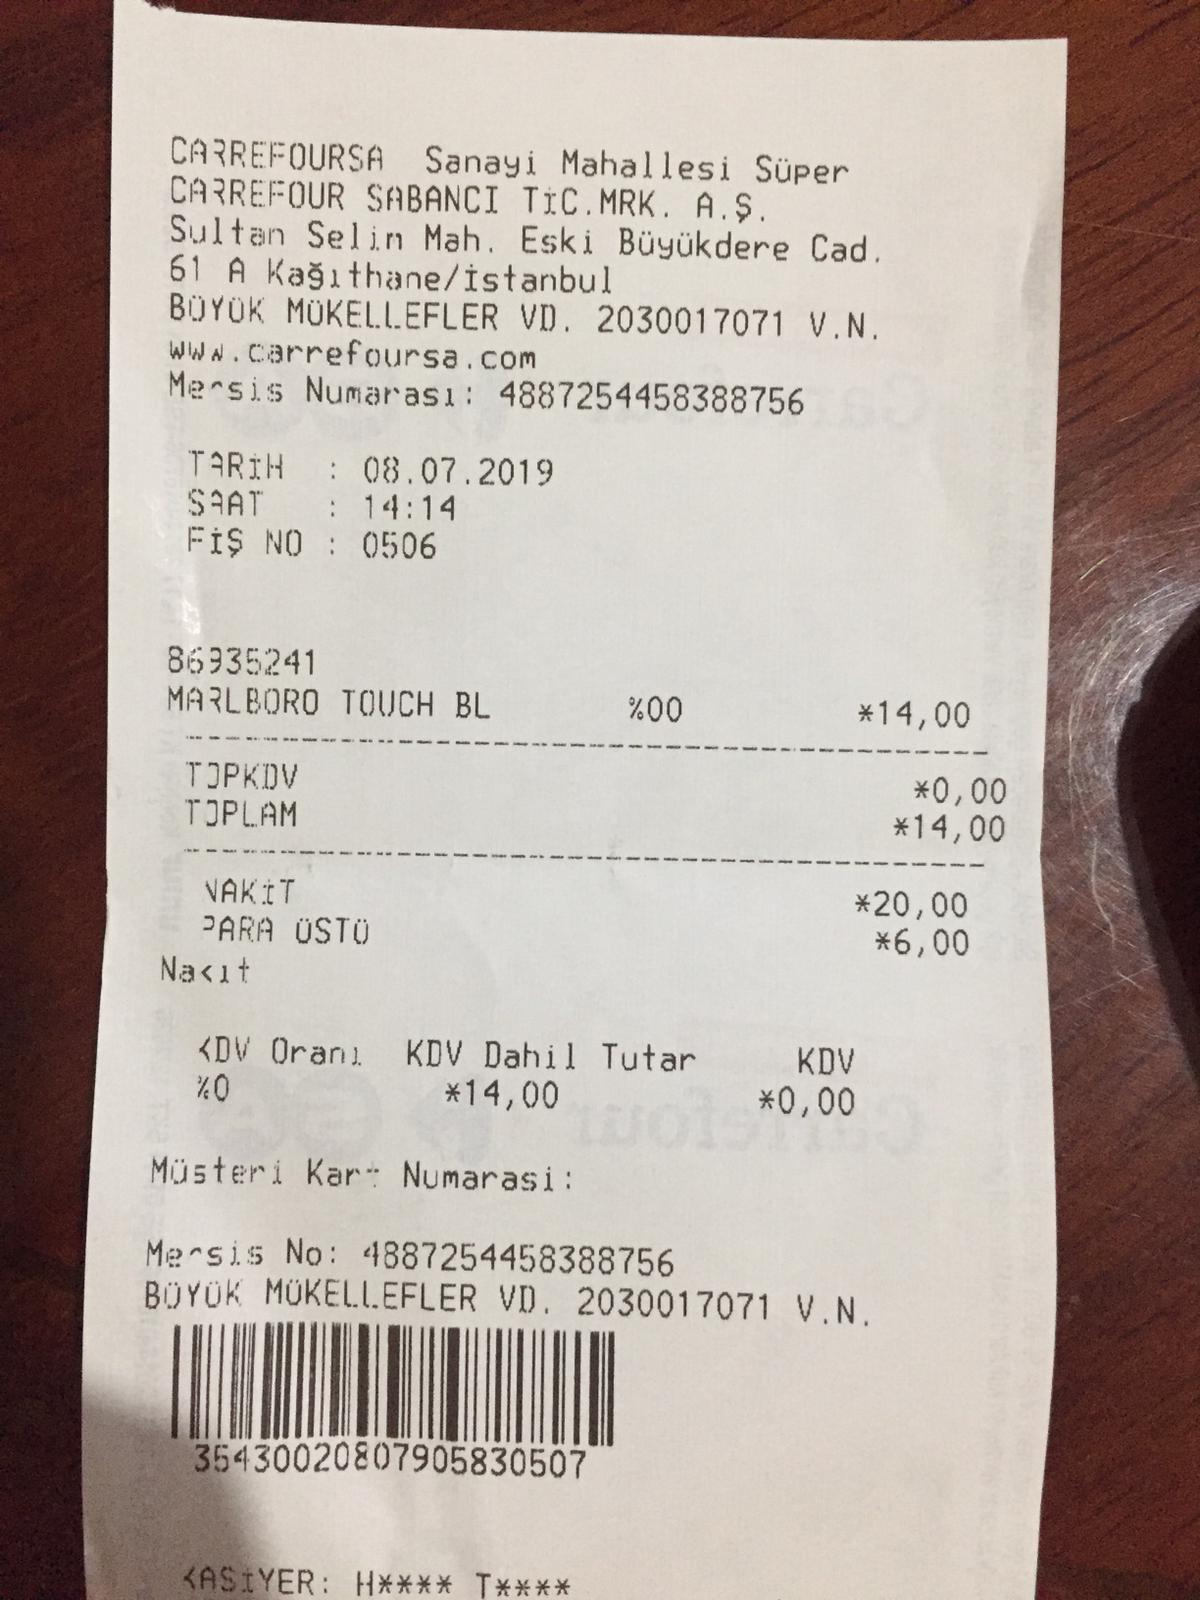 CARREFOURSA Sanayi Mahallesi Süper
CARREFOUR SABANCI TİC.MRK. A.Ş.
Sultan Selim Mah. Eski Büyükdere Cad.
61 A Kağıthane/İstanbul
BÜYÜK MÜKELLEFLER VD. 2030017071 V.N.
www.carrefoursa.com
Mersis Numarası: 4887254458388756
TARİH : 08.07.2019
SAAT : 14:14
FİŞ NO : 0506
86935241
MARLBORO TOUCH BL %00 *14,00
TOPKDV *0,00
TOPLAM *14,00
NAKİT *20,00
PARA ÜSTÜ *6,00
Nakıt
KDV Oranı KDV Dahil Tutar KDV
%0 *14,00 *0,00
Müsteri Kart Numarasi:
Mersis No: 4887254458388756
BÜYÜK MÜKELLEFLER VD. 2030017071 V.N.
35430020807905830507
KASİYER: H**** T****